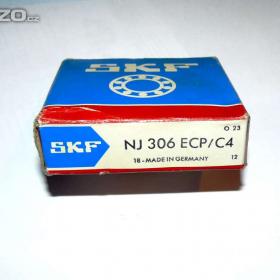 zo.cz
SKF
O 23
SKF NJ 306 ECP/C4
18-MADE IN GERMANY 12